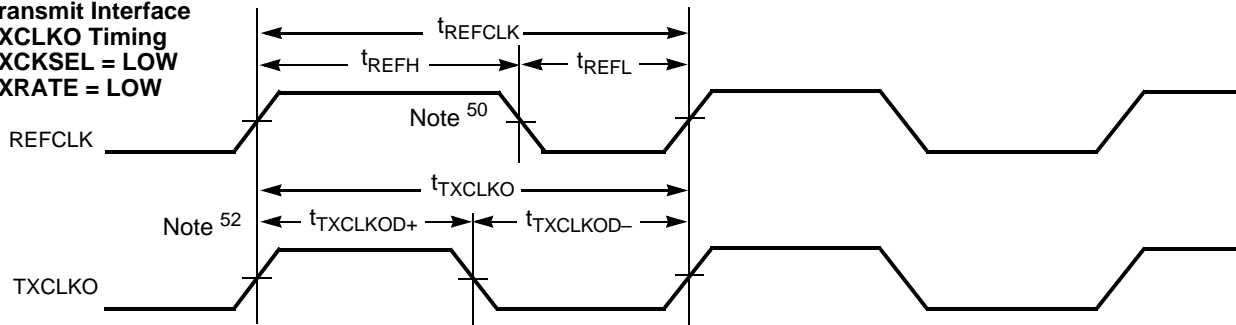 ransmit Interface
XCLKO Timing
XCKSEL = LOW
XRATE = LOW
tREFCLK
tREFH
tREFL
Note 50
REFCLK
tTXCLKO
Note 52
tTXCLKOD+
tTXCLKOD–
TXCLKO